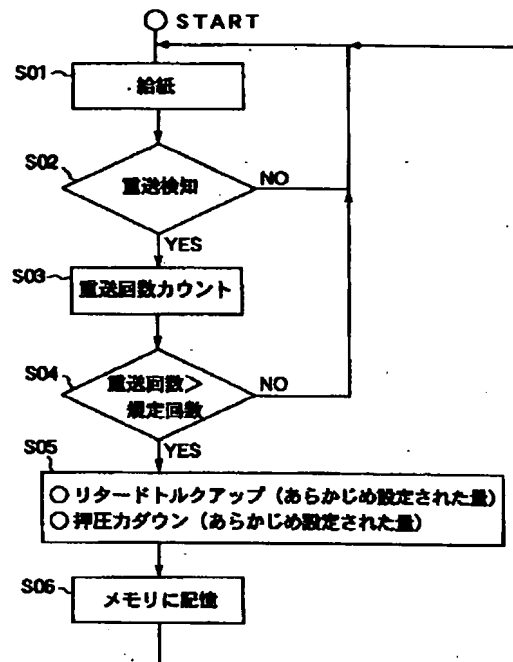 START
S01
給紙
S02
重送検知
NO
YES
S03
重送回数カウント
S04
重送回数＞
規定回数
NO
YES
S05
○ リタードトルクアップ（あらかじめ設定された量）
○ 押圧力ダウン（あらかじめ設定された量）
S06
メモリに記憶